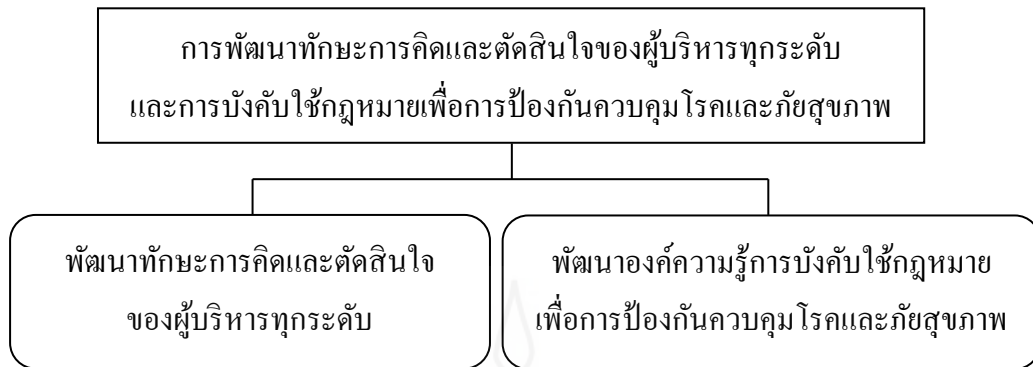 การพัฒนาทักษะการคิดและตัดสินใจของผู้บริหารทุกระดับ
และการบังคับใช้กฎหมายเพื่อการป้องกันควบคุมโรคและภัยสุขภาพ
พัฒนาทักษะการคิดและตัดสินใจ
ของผู้บริหารทุกระดับ
พัฒนาองค์ความรู้การบังคับใช้กฎหมาย
เพื่อการป้องกันควบคุมโรคและภัยสุขภาพ